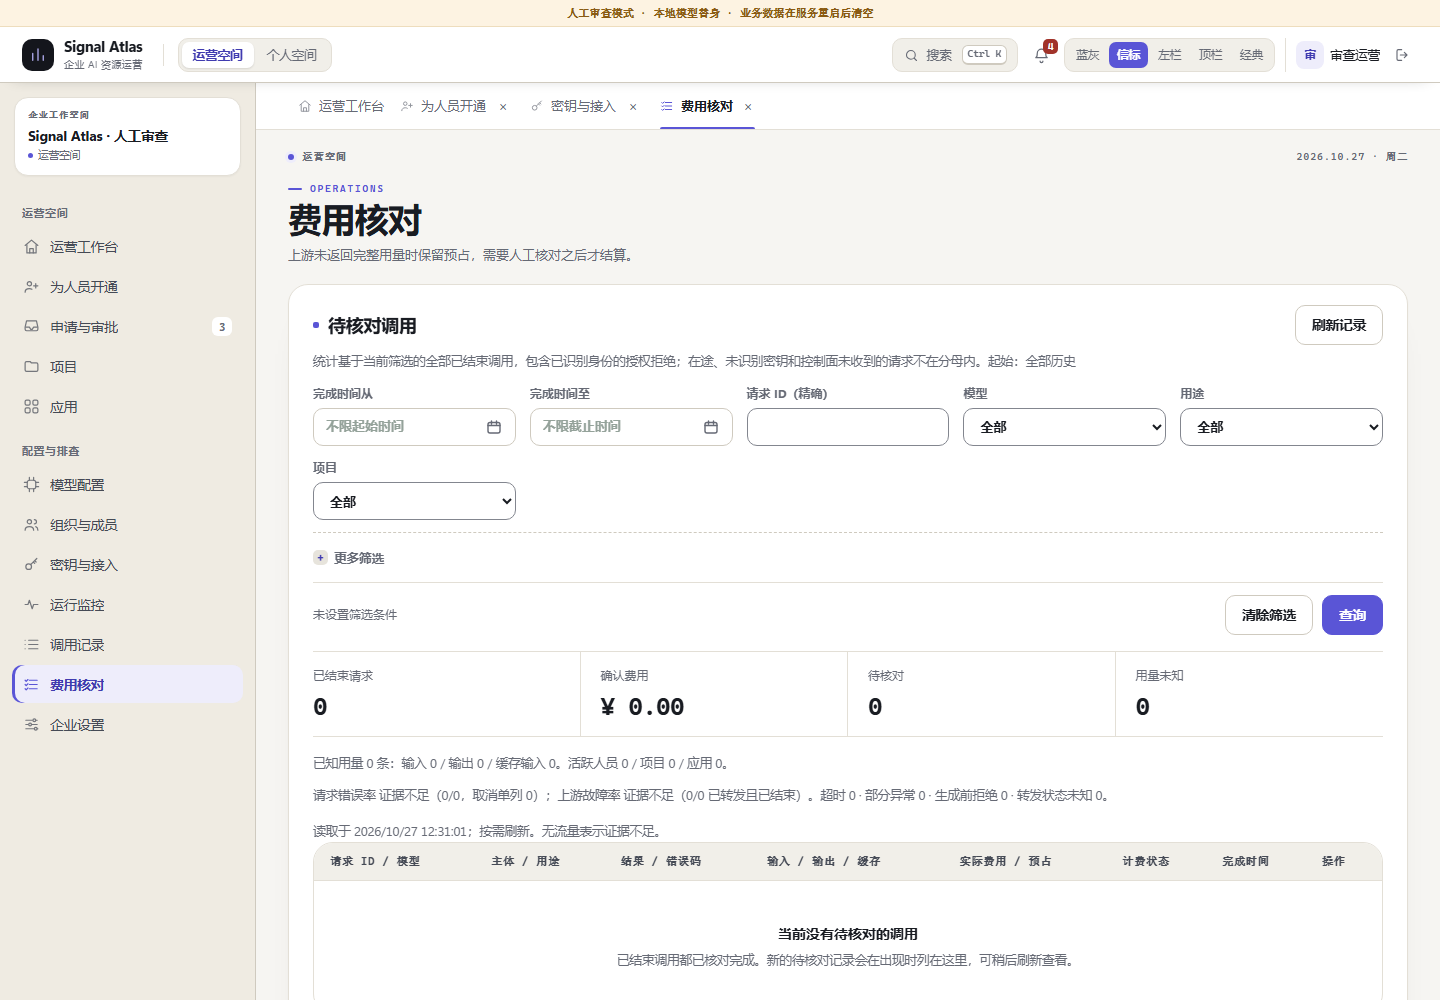 人工审查模式 · 本地模型替身 · 业务数据在服务重启后清空
Signal Atlas
企业 AI 资源运营
运营空间
个人空间
搜索
Ctrl K
4
蓝灰
信标
左栏
顶栏
经典
审
审查运营
企业工作空间
Signal Atlas · 人工审查
运营空间
运营空间
运营工作台
为人员开通
申请与审批
3
项目
应用
配置与排查
模型配置
组织与成员
密钥与接入
运行监控
调用记录
费用核对
企业设置
运营工作台
为人员开通 ×
密钥与接入 ×
费用核对 ×
运营空间
2026.10.27 · 周二
OPERATIONS
费用核对
上游未返回完整用量时保留预占，需要人工核对之后才结算。
待核对调用
刷新记录
统计基于当前筛选的全部已结束调用，包含已识别身份的授权拒绝；在途、未识别密钥和控制面未收到的请求不在分母内。起始：全部历史
完成时间从
完成时间至
请求 ID（精确）
模型
用途
不限起始时间
不限截止时间
全部
全部
项目
全部
+ 更多筛选
未设置筛选条件
清除筛选
查询
已结束请求
0
确认费用
¥ 0.00
待核对
0
用量未知
0
已知用量 0 条：输入 0 / 输出 0 / 缓存输入 0。活跃人员 0 / 项目 0 / 应用 0。
请求错误率 证据不足（0/0，取消单列 0）；上游故障率 证据不足（0/0 已转发且已结束）。超时 0 · 部分异常 0 · 生成前拒绝 0 · 转发状态未知 0。
读取于 2026/10/27 12:31:01；按需刷新。无流量表示证据不足。
请求 ID / 模型
主体 / 用途
结果 / 错误码
输入 / 输出 / 缓存
实际费用 / 预占
计费状态
完成时间
操作
当前没有待核对的调用
已结束调用都已核对完成。新的待核对记录会在出现时列在这里，可稍后刷新查看。